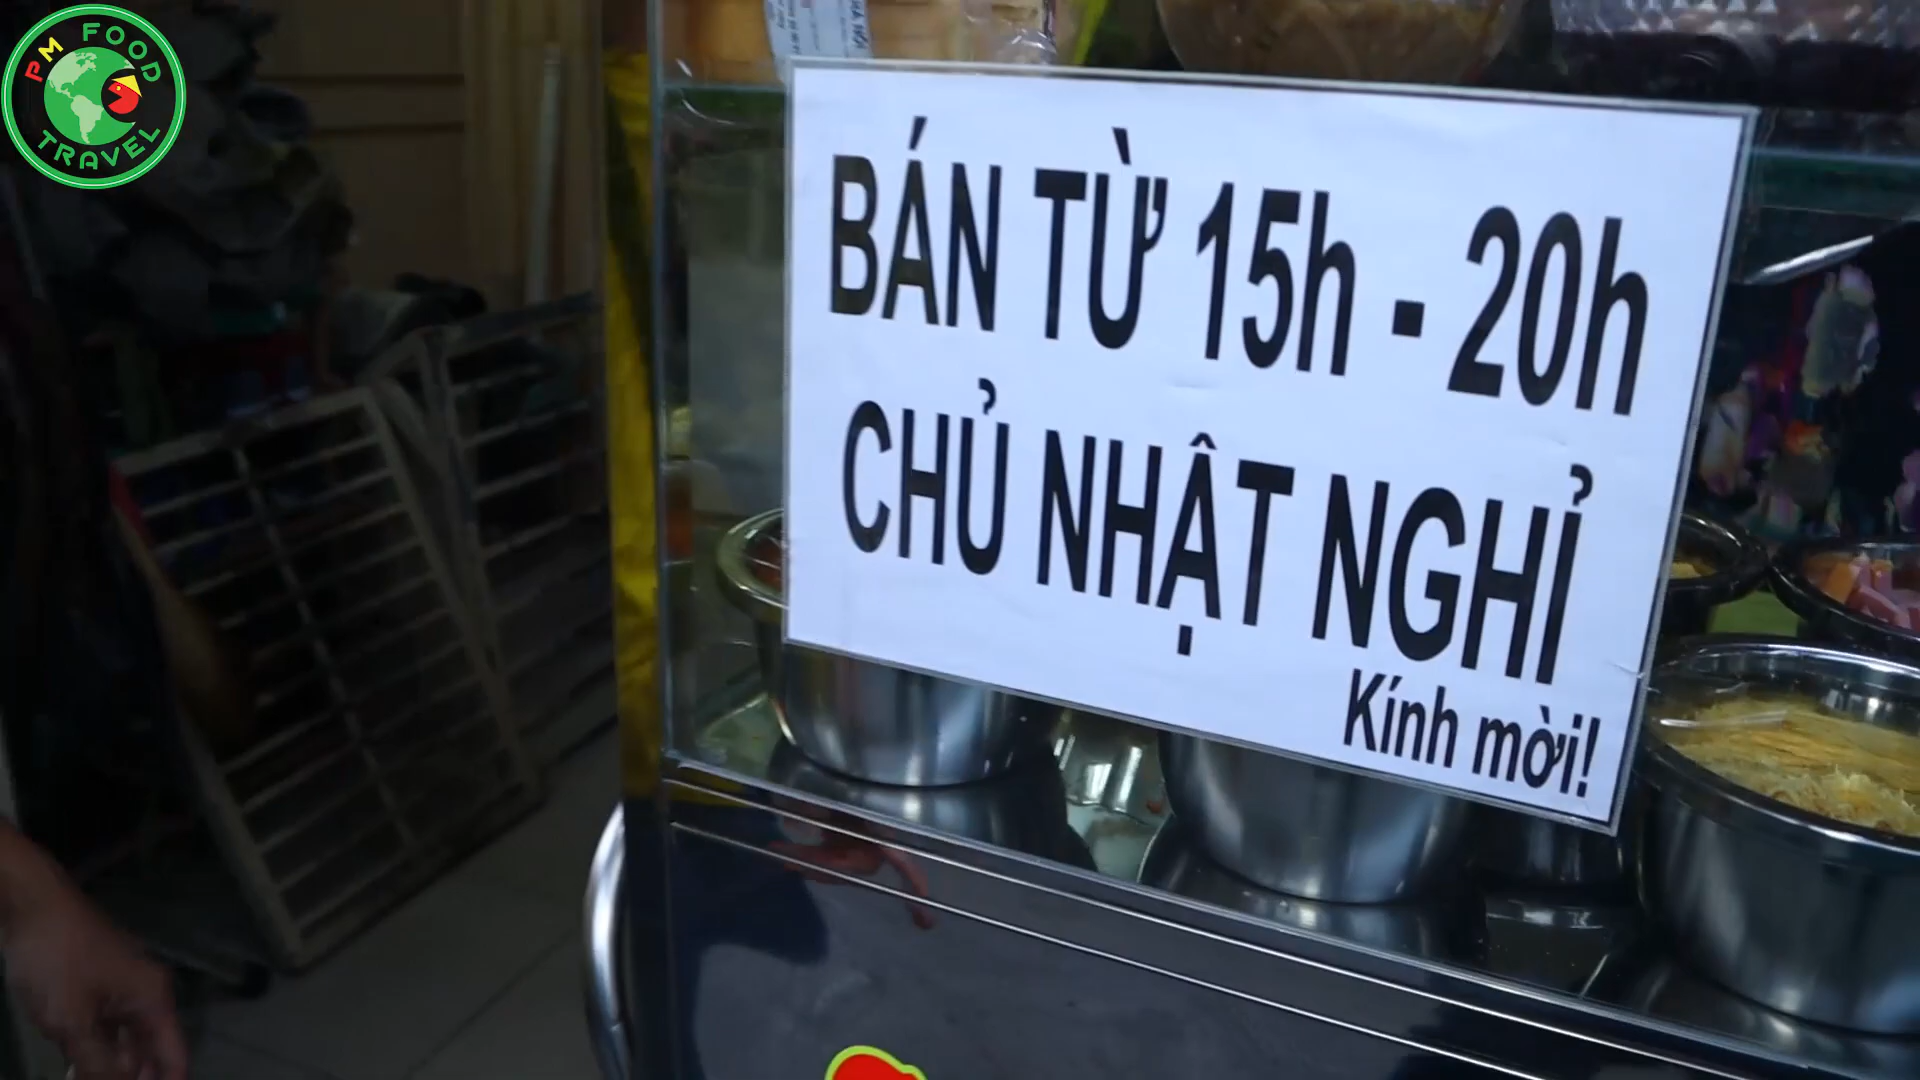 PM FOOD
TRAVEL
BÁN TỪ 15h - 20h
CHỦ NHẬT NGHỈ
Kính mời!